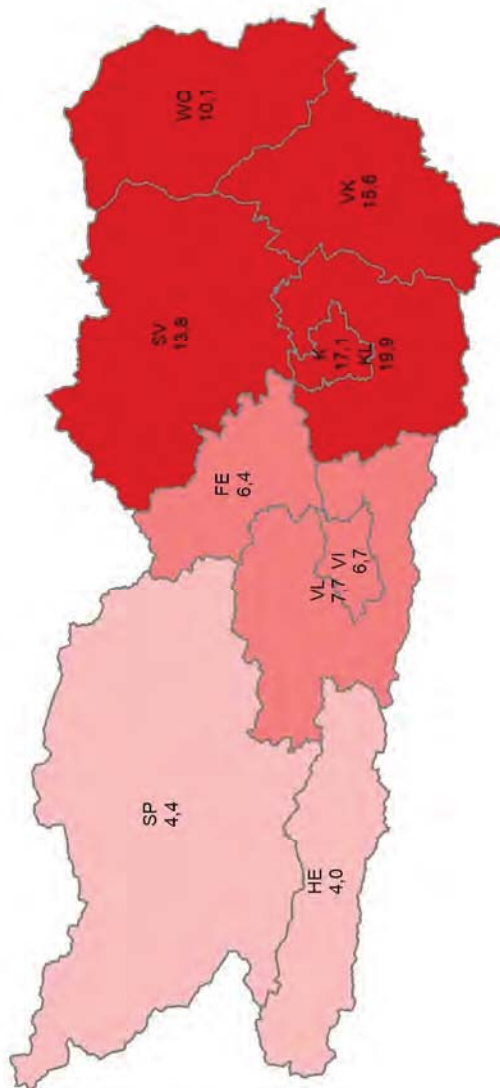 SP
4,4
SV
13,8
WO
10,1
FE
6,4
HE
4,0
VL
7,7
VI
6,7
K
17,1
VK
15,6
KL
19,9